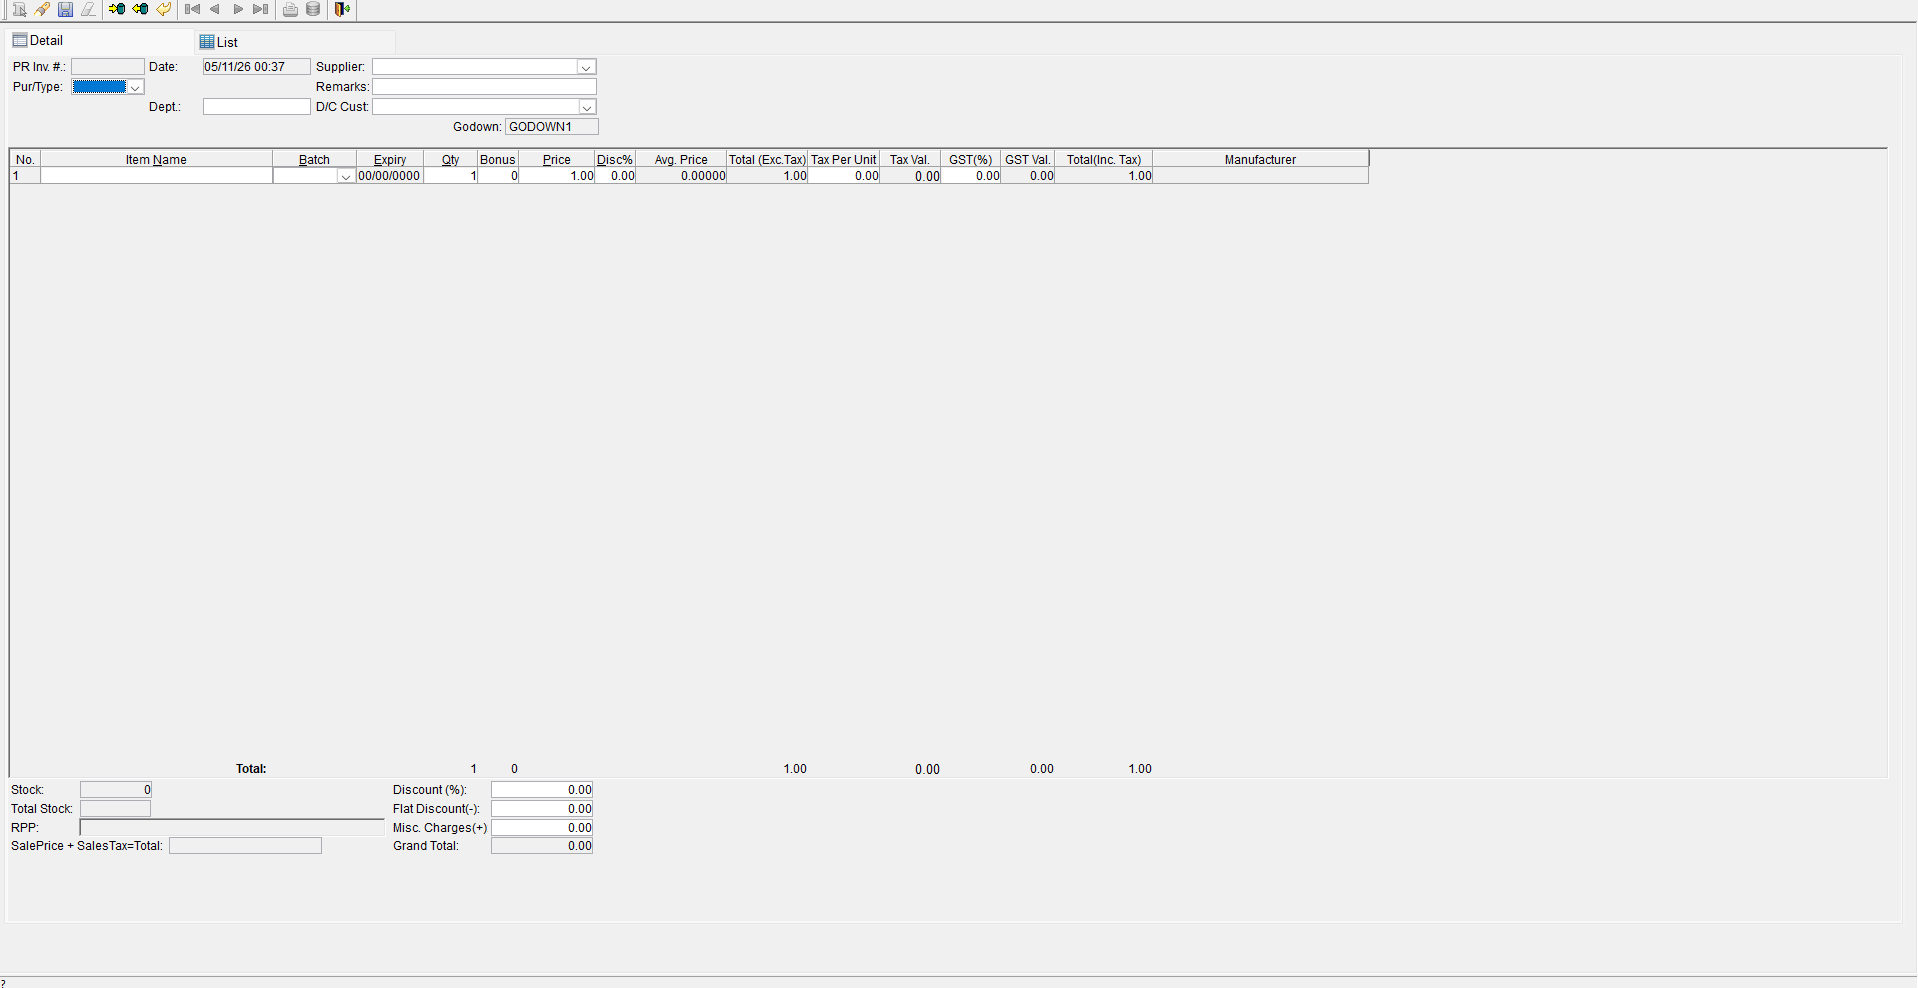 Detail List
PR Inv. #.: Date: 05/11/26 00:37 Supplier:
Pur/Type: Remarks:
Dept.: D/C Cust:
Godown: GODOWN1
No. Item Name Batch Expiry Qty Bonus Price Disc% Avg. Price Total (Exc.Tax) Tax Per Unit Tax Val. GST(%) GST Val. Total(Inc. Tax) Manufacturer
1 00/00/0000 1 0 1.00 0.00 0.00000 1.00 0.00 0.00 0.00 0.00 1.00
Total: 1 0 1.00 0.00 0.00 1.00
Stock: 0 Discount (%): 0.00
Total Stock: Flat Discount(-): 0.00
RPP: Misc. Charges(+) 0.00
SalePrice + SalesTax=Total: Grand Total: 0.00
?